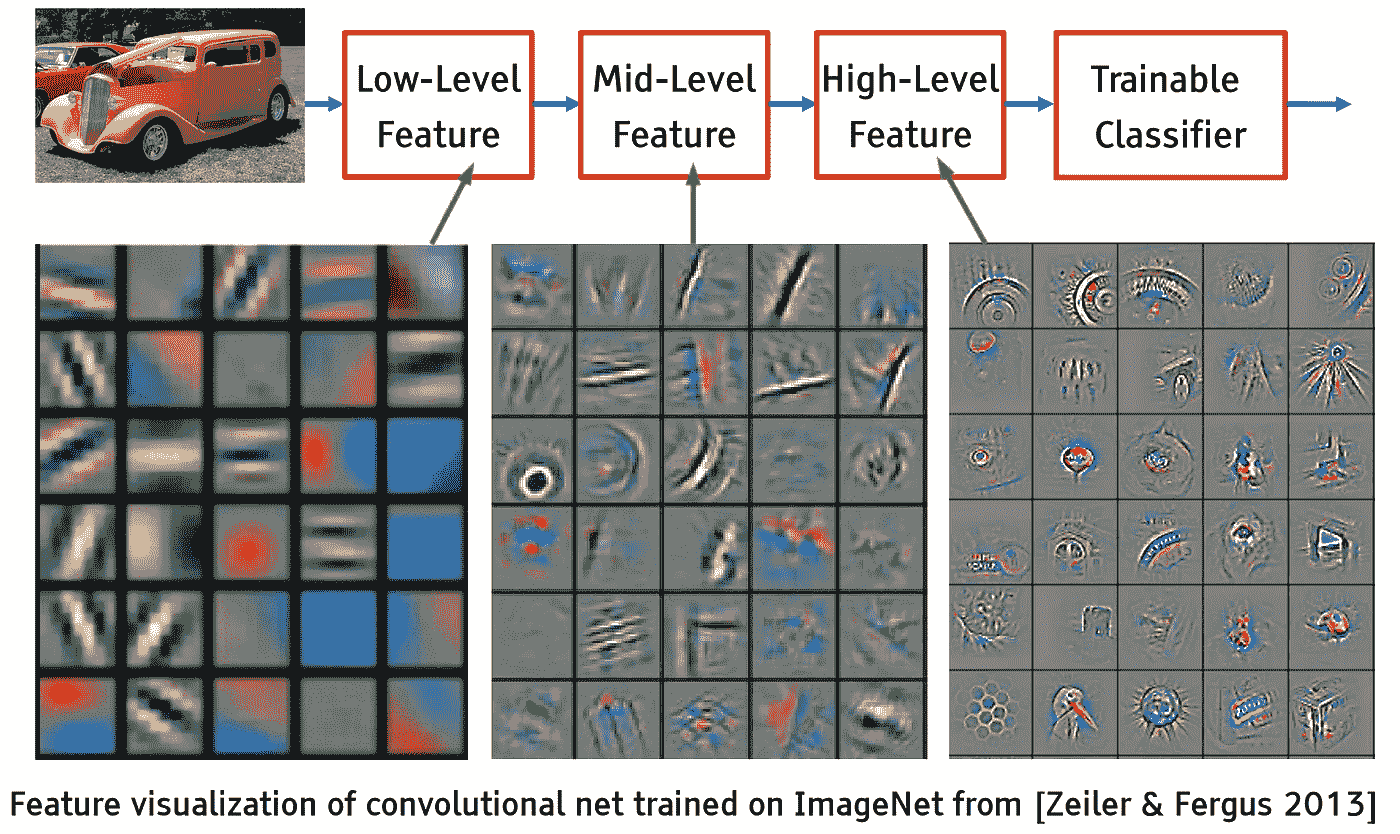 Low-Level
Feature
Mid-Level
Feature
High-Level
Feature
Trainable
Classifier
Feature visualization of convolutional net trained on ImageNet from [Zeiler & Fergus 2013]